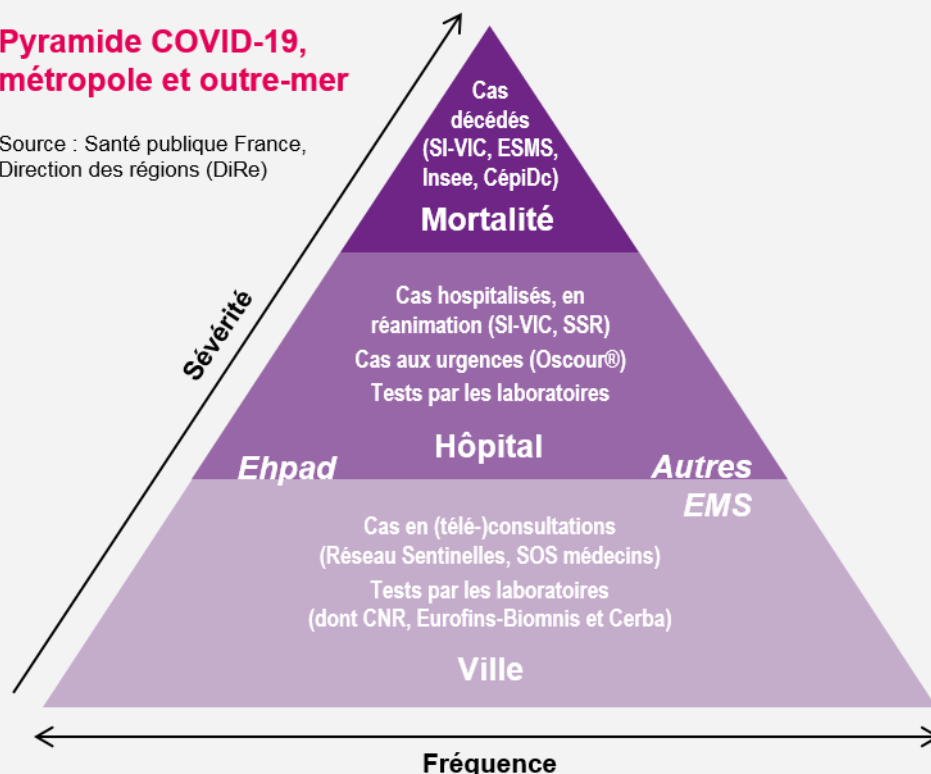 Pyramide COVID-19,
métropole et outre-mer
Source : Santé publique France,
Direction des régions (DiRe)
Sévérité
Cas
décédés
(SI-VIC, ESMS,
Insee, CépiDc)
Mortalité
Cas hospitalisés, en
réanimation (SI-VIC, SSR)
Cas aux urgences (Oscour®)
Tests par les laboratoires
Hôpital
Ehpad
Autres
EMS
Cas en (télé-)consultations
(Réseau Sentinelles, SOS médecins)
Tests par les laboratoires
(dont CNR, Eurofins-Biomnis et Cerba)
Ville
Fréquence